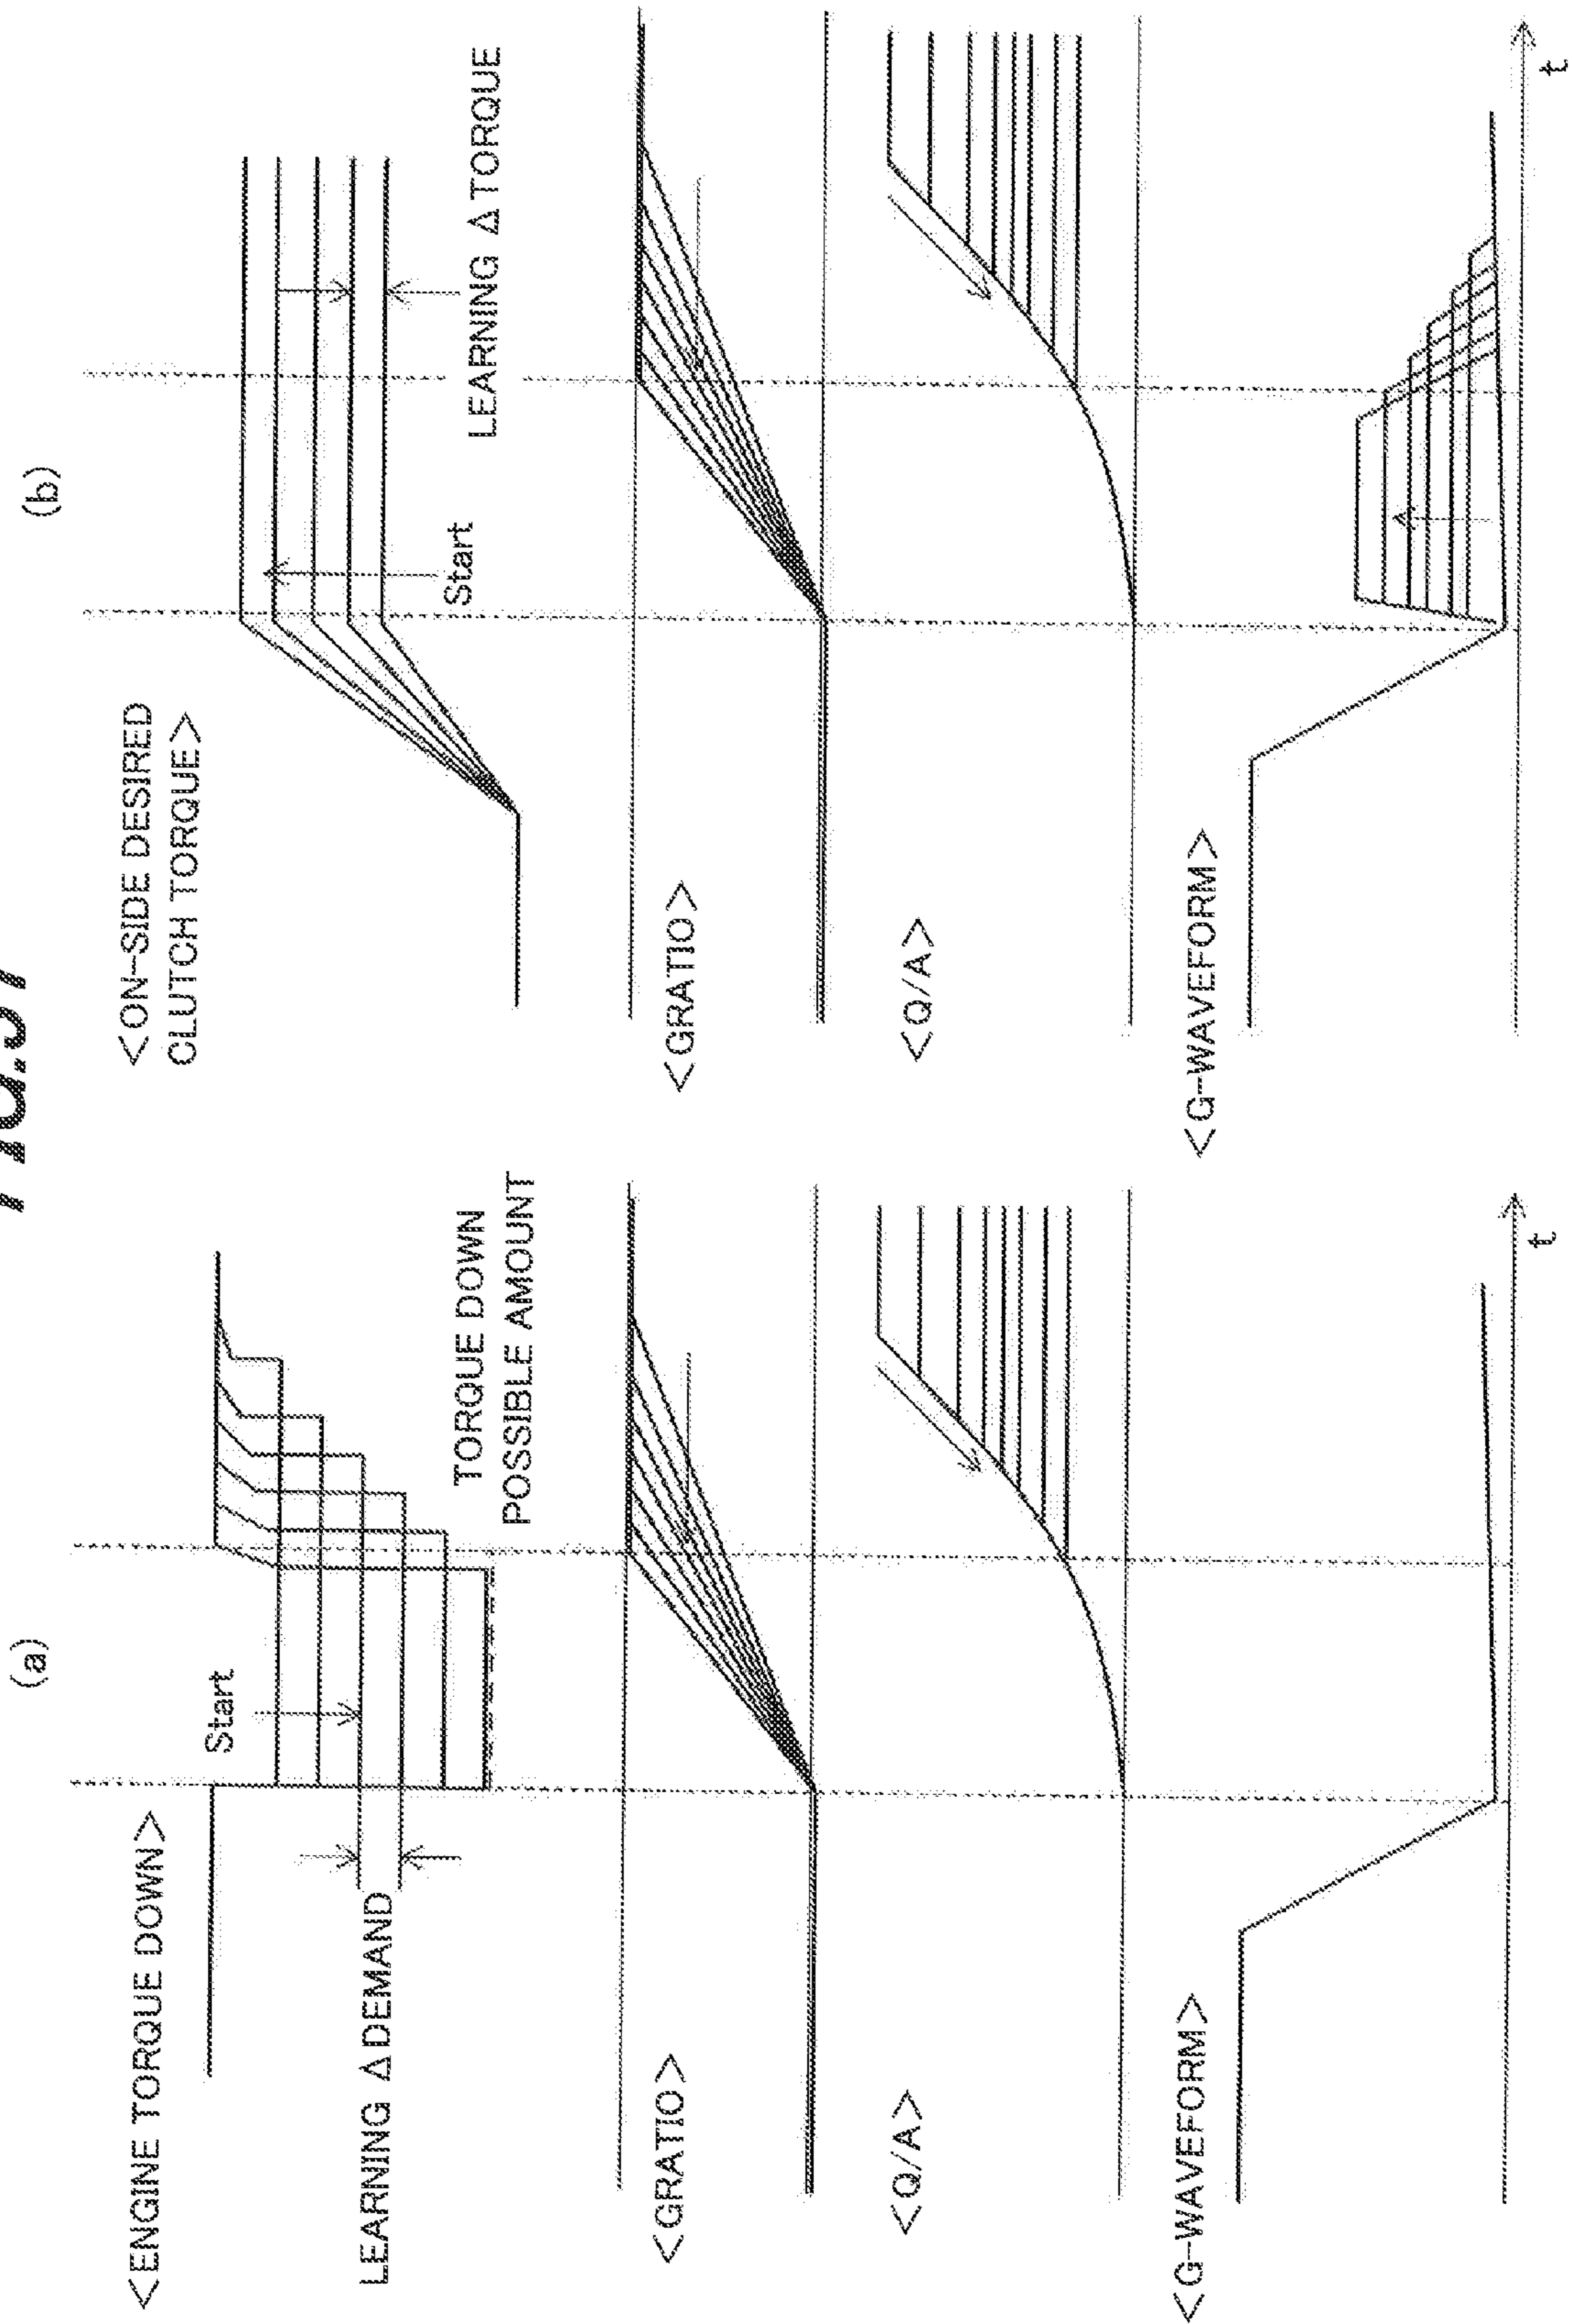 (a)
<ENGINE TORQUE DOWN>
Start
LEARNING Δ DEMAND
TORQUE DOWN
POSSIBLE AMOUNT
<GRATIO>
<Q/A>
<G-WAVEFORM>
t
(b)
<ON-SIDE DESIRED
CLUTCH TORQUE>
Start
LEARNING Δ TORQUE
<GRATIO>
<Q/A>
<G-WAVEFORM>
t